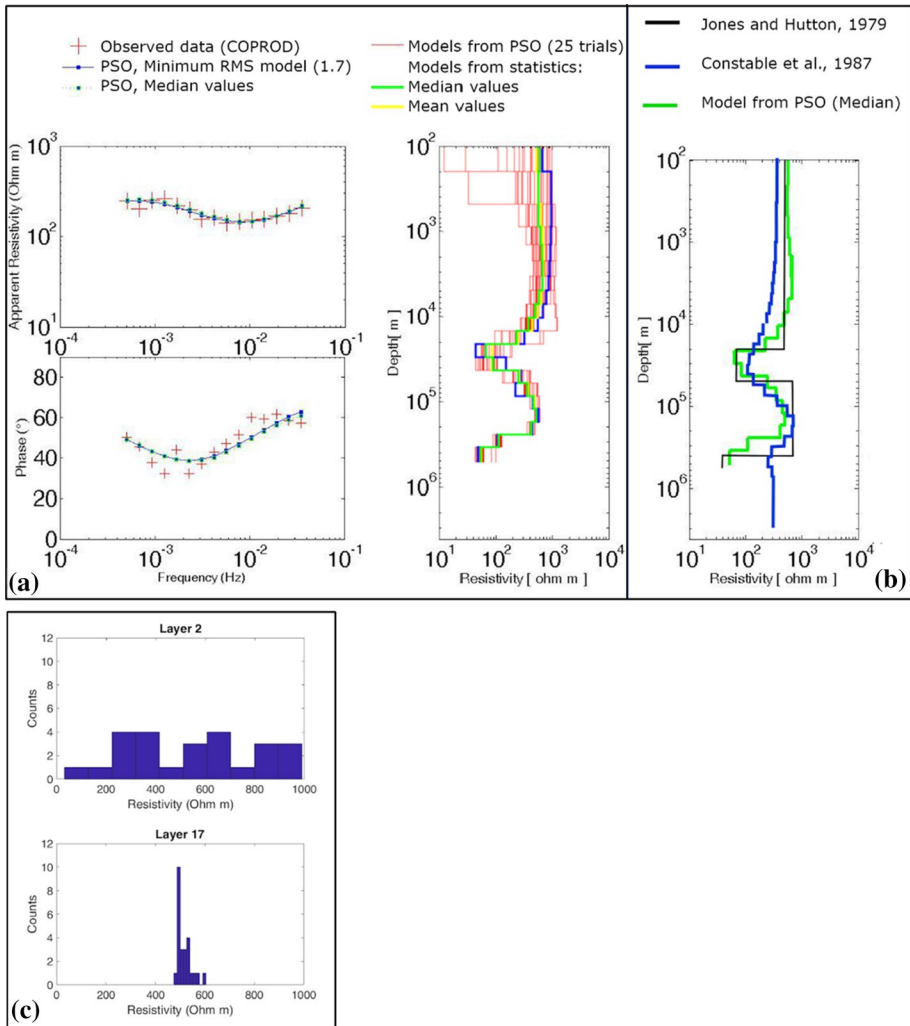 Observed data (COPROD)
PSO, Minimum RMS model (1.7)
PSO, Median values
Models from PSO (25 trials)
Models from statistics:
Median values
Mean values
Apparent Resistivity (Ohm m)
10³
10²
10¹
10⁻⁴
10⁻³
10⁻²
10⁻¹
Phase (°)
80
60
40
20
0
10⁻⁴
10⁻³
10⁻²
10⁻¹
Frequency (Hz)
(a)
Depth[ m ]
10²
10³
10⁴
10⁵
10⁶
10¹
10²
10³
10⁴
Resistivity [ ohm m ]
Jones and Hutton, 1979
Constable et al., 1987
Model from PSO (Median)
Depth[ m ]
10²
10³
10⁴
10⁵
10⁶
10¹
10²
10³
10⁴
Resistivity [ ohm m ]
(b)
Layer 2
Counts
12
10
8
6
4
2
0
0 200 400 600 800 1000
Resistivity (Ohm m)
Layer 17
Counts
12
10
8
6
4
2
0
0 200 400 600 800 1000
Resistivity (Ohm m)
(c)